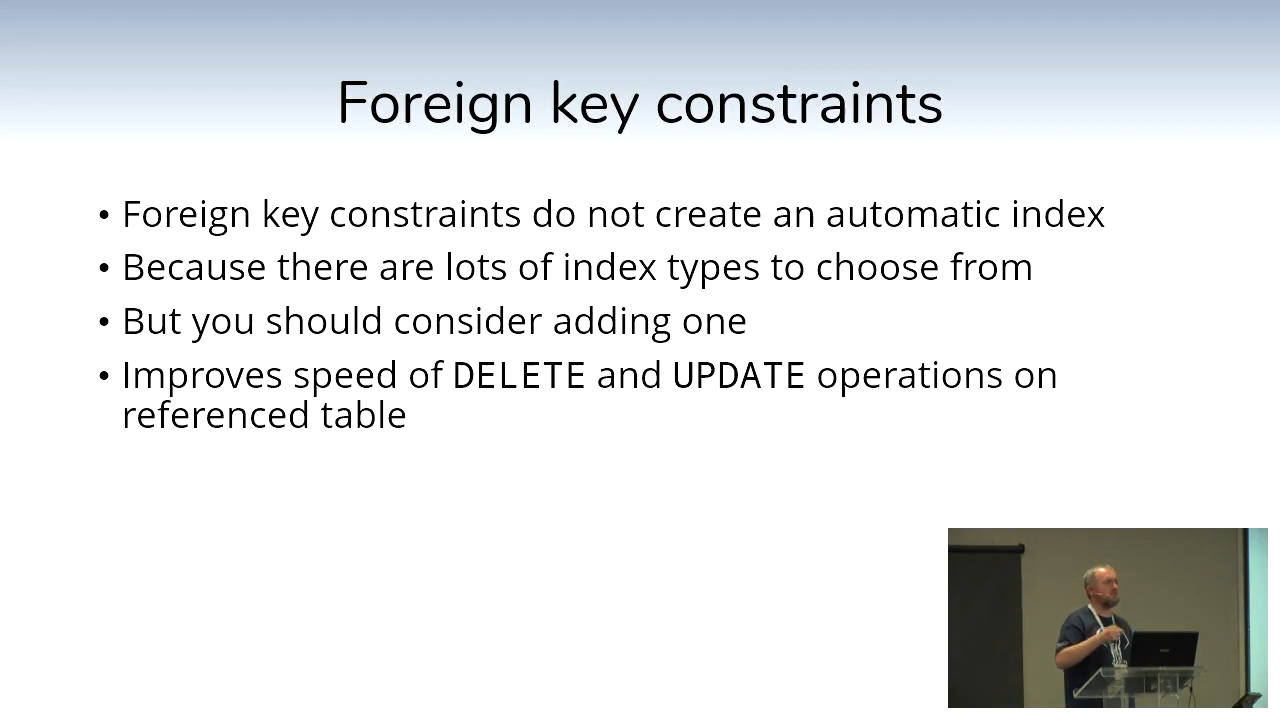 Foreign key constraints
• Foreign key constraints do not create an automatic index
• Because there are lots of index types to choose from
• But you should consider adding one
• Improves speed of DELETE and UPDATE operations on
referenced table